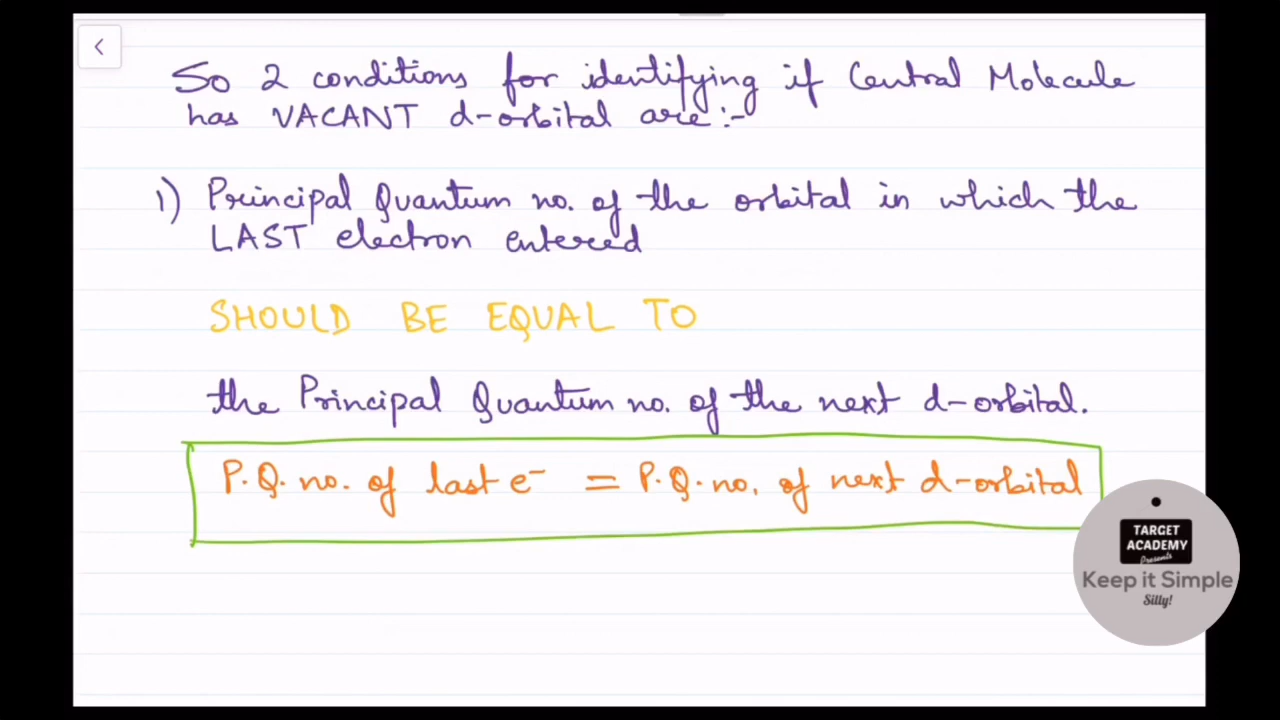 So 2 conditions for identifying if Central Molecule
has VACANT d-orbital are:-
1) Principal Quantum no. of the orbital in which the
LAST electron entered
SHOULD BE EQUAL TO
the Principal Quantum no. of the next d-orbital.
P.Q. no. of last e⁻ = P.Q. no. of next d-orbital
TARGET
ACADEMY
Presents
Keep it Simple
Silly!